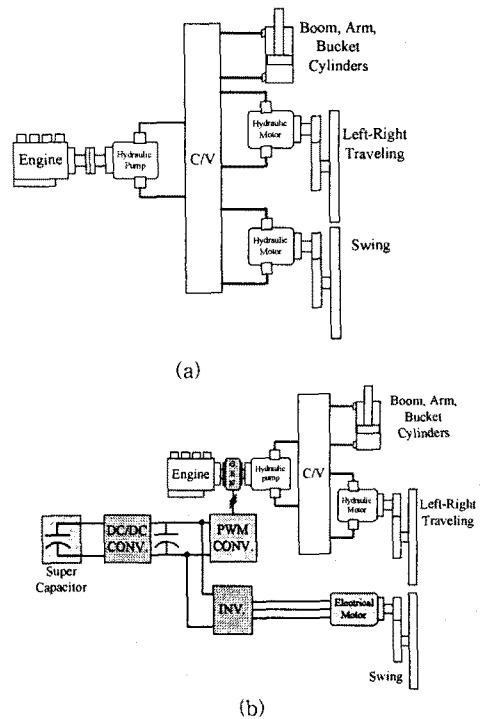 Boom, Arm,
Bucket
Cylinders
Engine
Hydraulic
Pump
C/V
Hydraulic
Motor
Left-Right
Traveling
Hydraulic
Motor
Swing
(a)
Boom, Arm,
Bucket
Cylinders
Engine
GEN
Hydraulic
pump
C/V
Hydraulic
Motor
Left-Right
Traveling
DC/DC
CONV.
PWM
CONV.
Super
Capacitor
INV.
Electrical
Motor
Swing
(b)